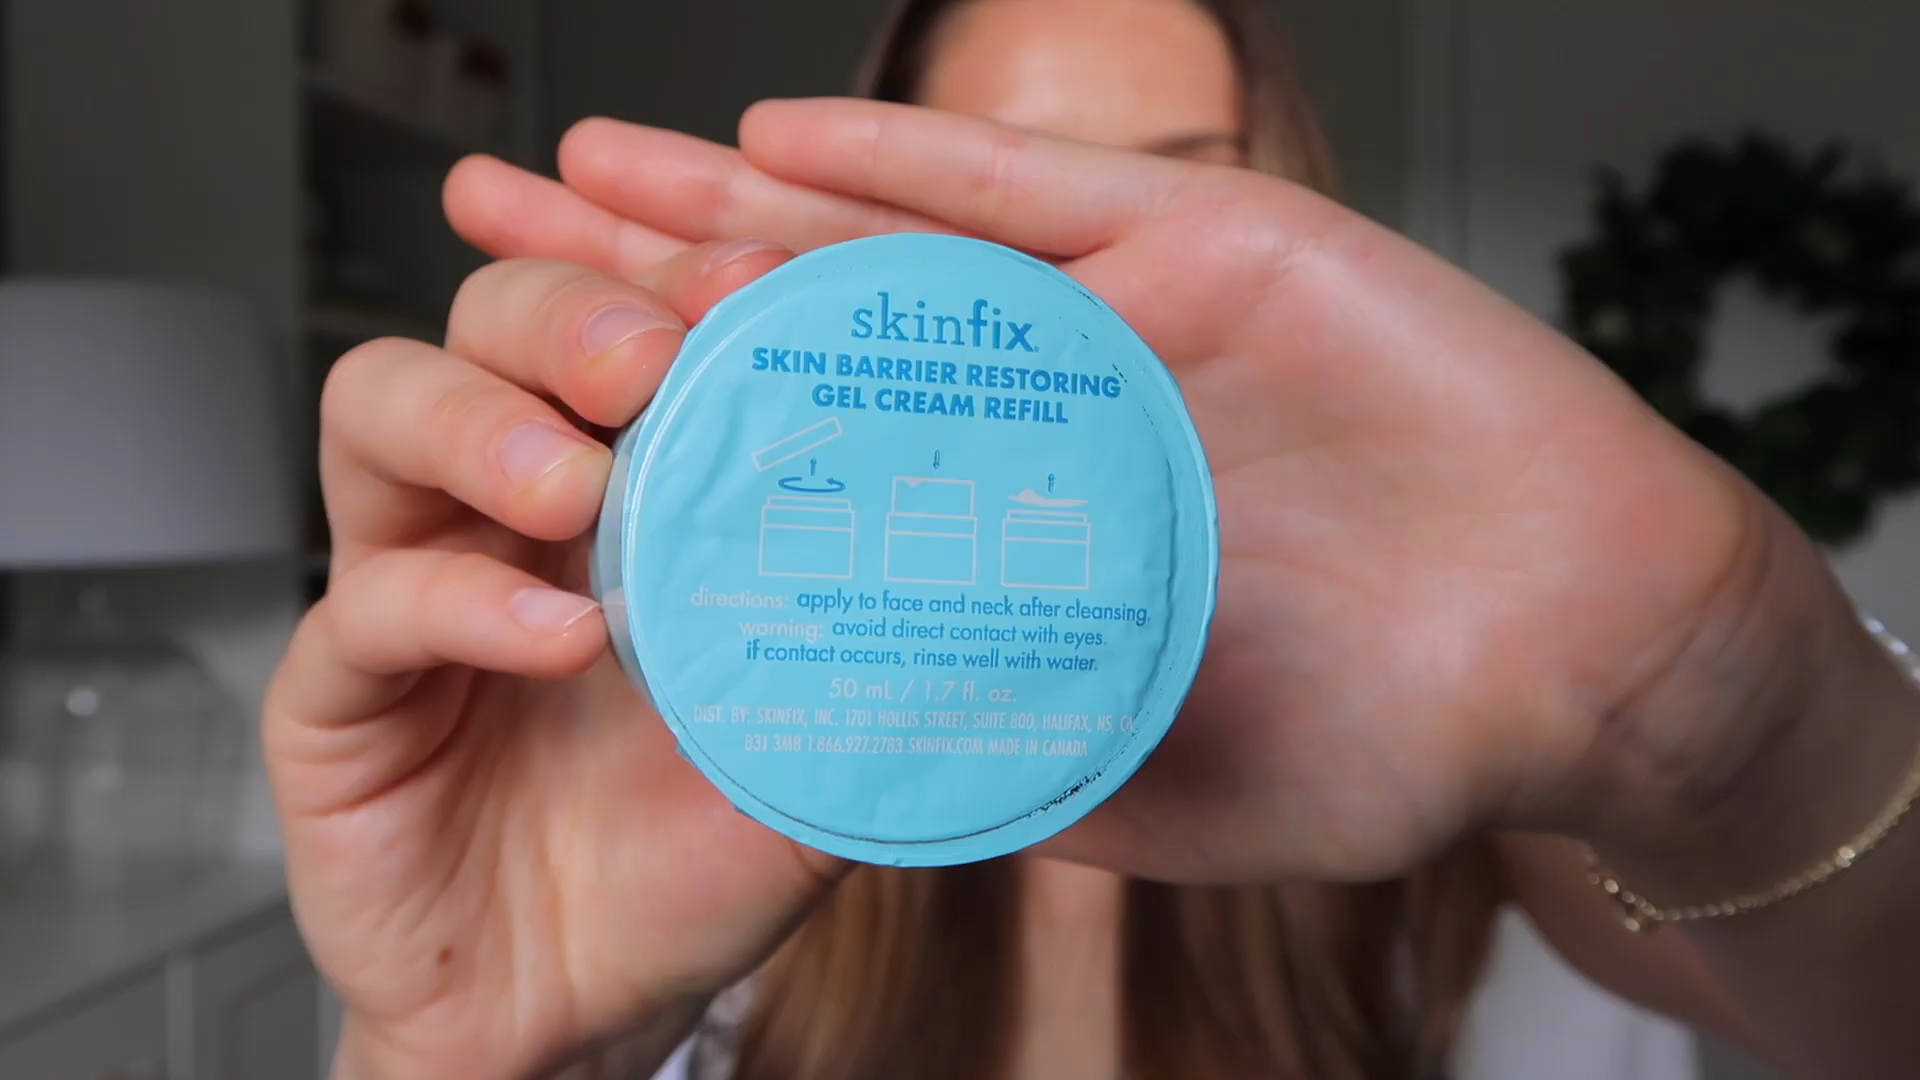 skinfix
SKIN BARRIER RESTORING
GEL CREAM REFILL
directions: apply to face and neck after cleansing.
warning: avoid direct contact with eyes.
if contact occurs, rinse well with water.
50 mL / 1.7 fl. oz.
DIST. BY: SKINFIX, INC. 1701 HOLLIS STREET, SUITE 800, HALIFAX, NS, CA
B3J 3M8 1.866.927.2783 SKINFIX.COM MADE IN CANADA